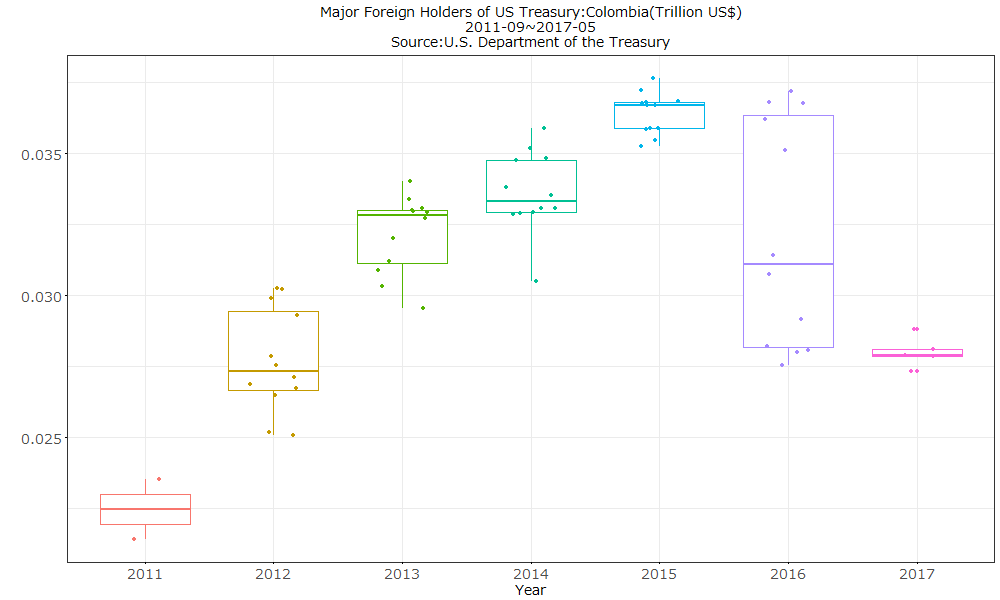 Major Foreign Holders of US Treasury:Colombia(Trillion US$)
2011-09~2017-05
Source:U.S. Department of the Treasury
0.035
0.030
0.025
2011 2012 2013 2014 2015 2016 2017
Year